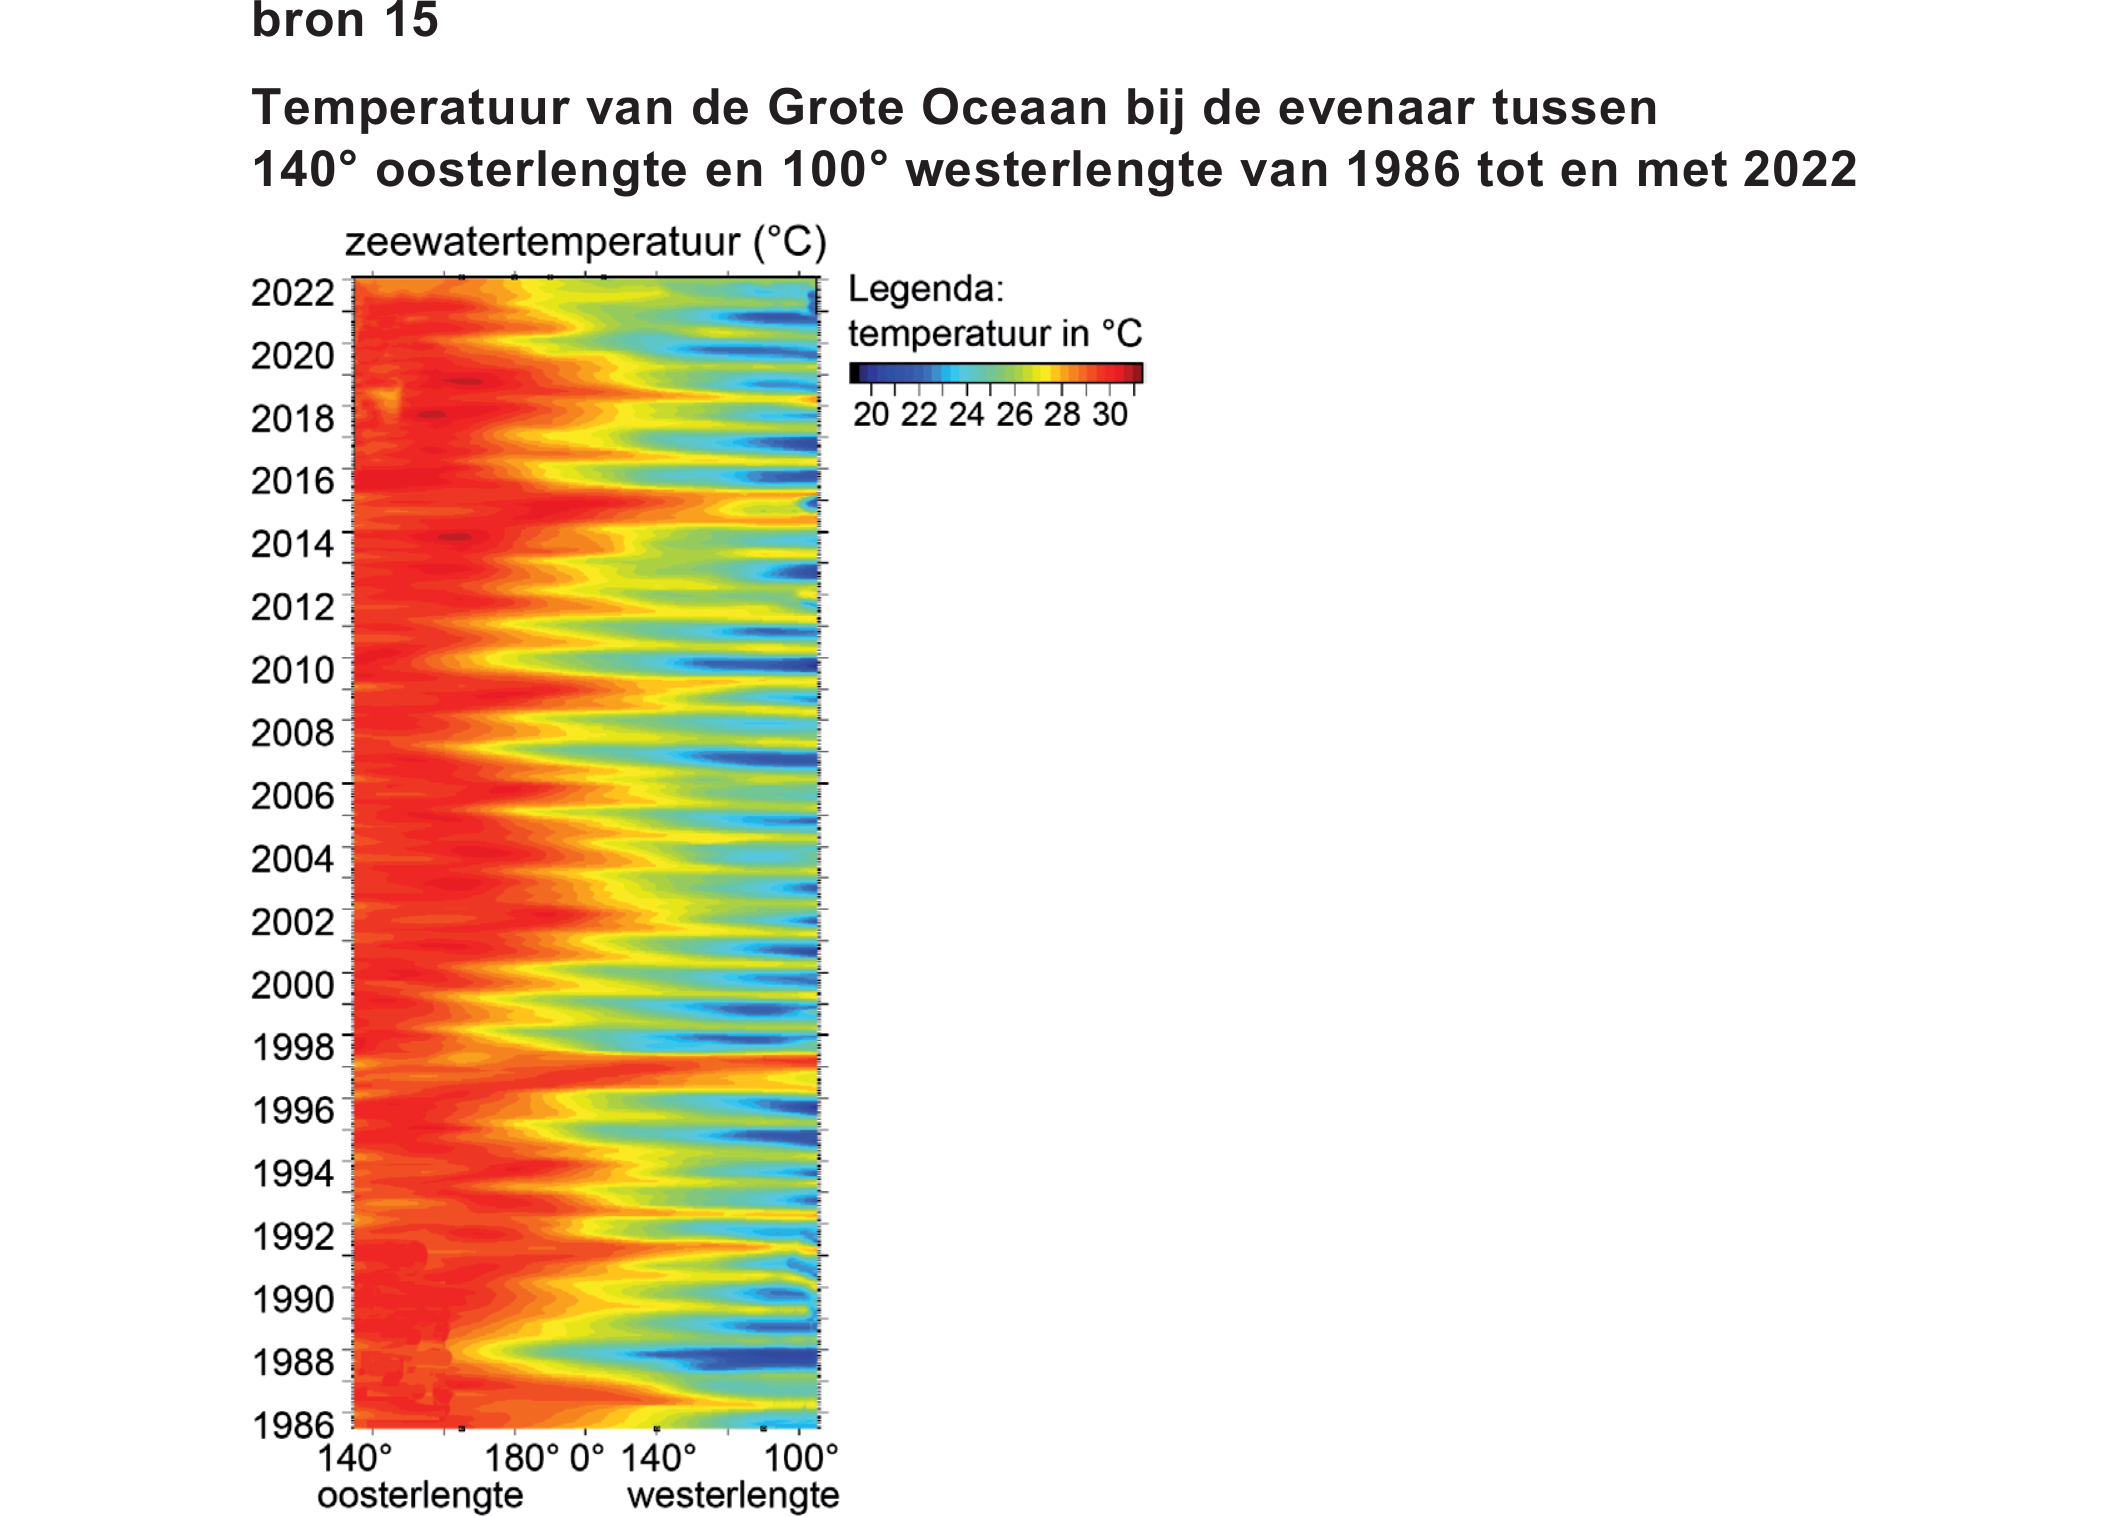 bron 15
Temperatuur van de Grote Oceaan bij de evenaar tussen
140° oosterlengte en 100° westerlengte van 1986 tot en met 2022
zeewatertemperatuur (°C)
Legenda:
temperatuur in °C
20 22 24 26 28 30
2022
2020
2018
2016
2014
2012
2010
2008
2006
2004
2002
2000
1998
1996
1994
1992
1990
1988
1986
140° 180° 0° 140° 100°
oosterlengte westerlengte